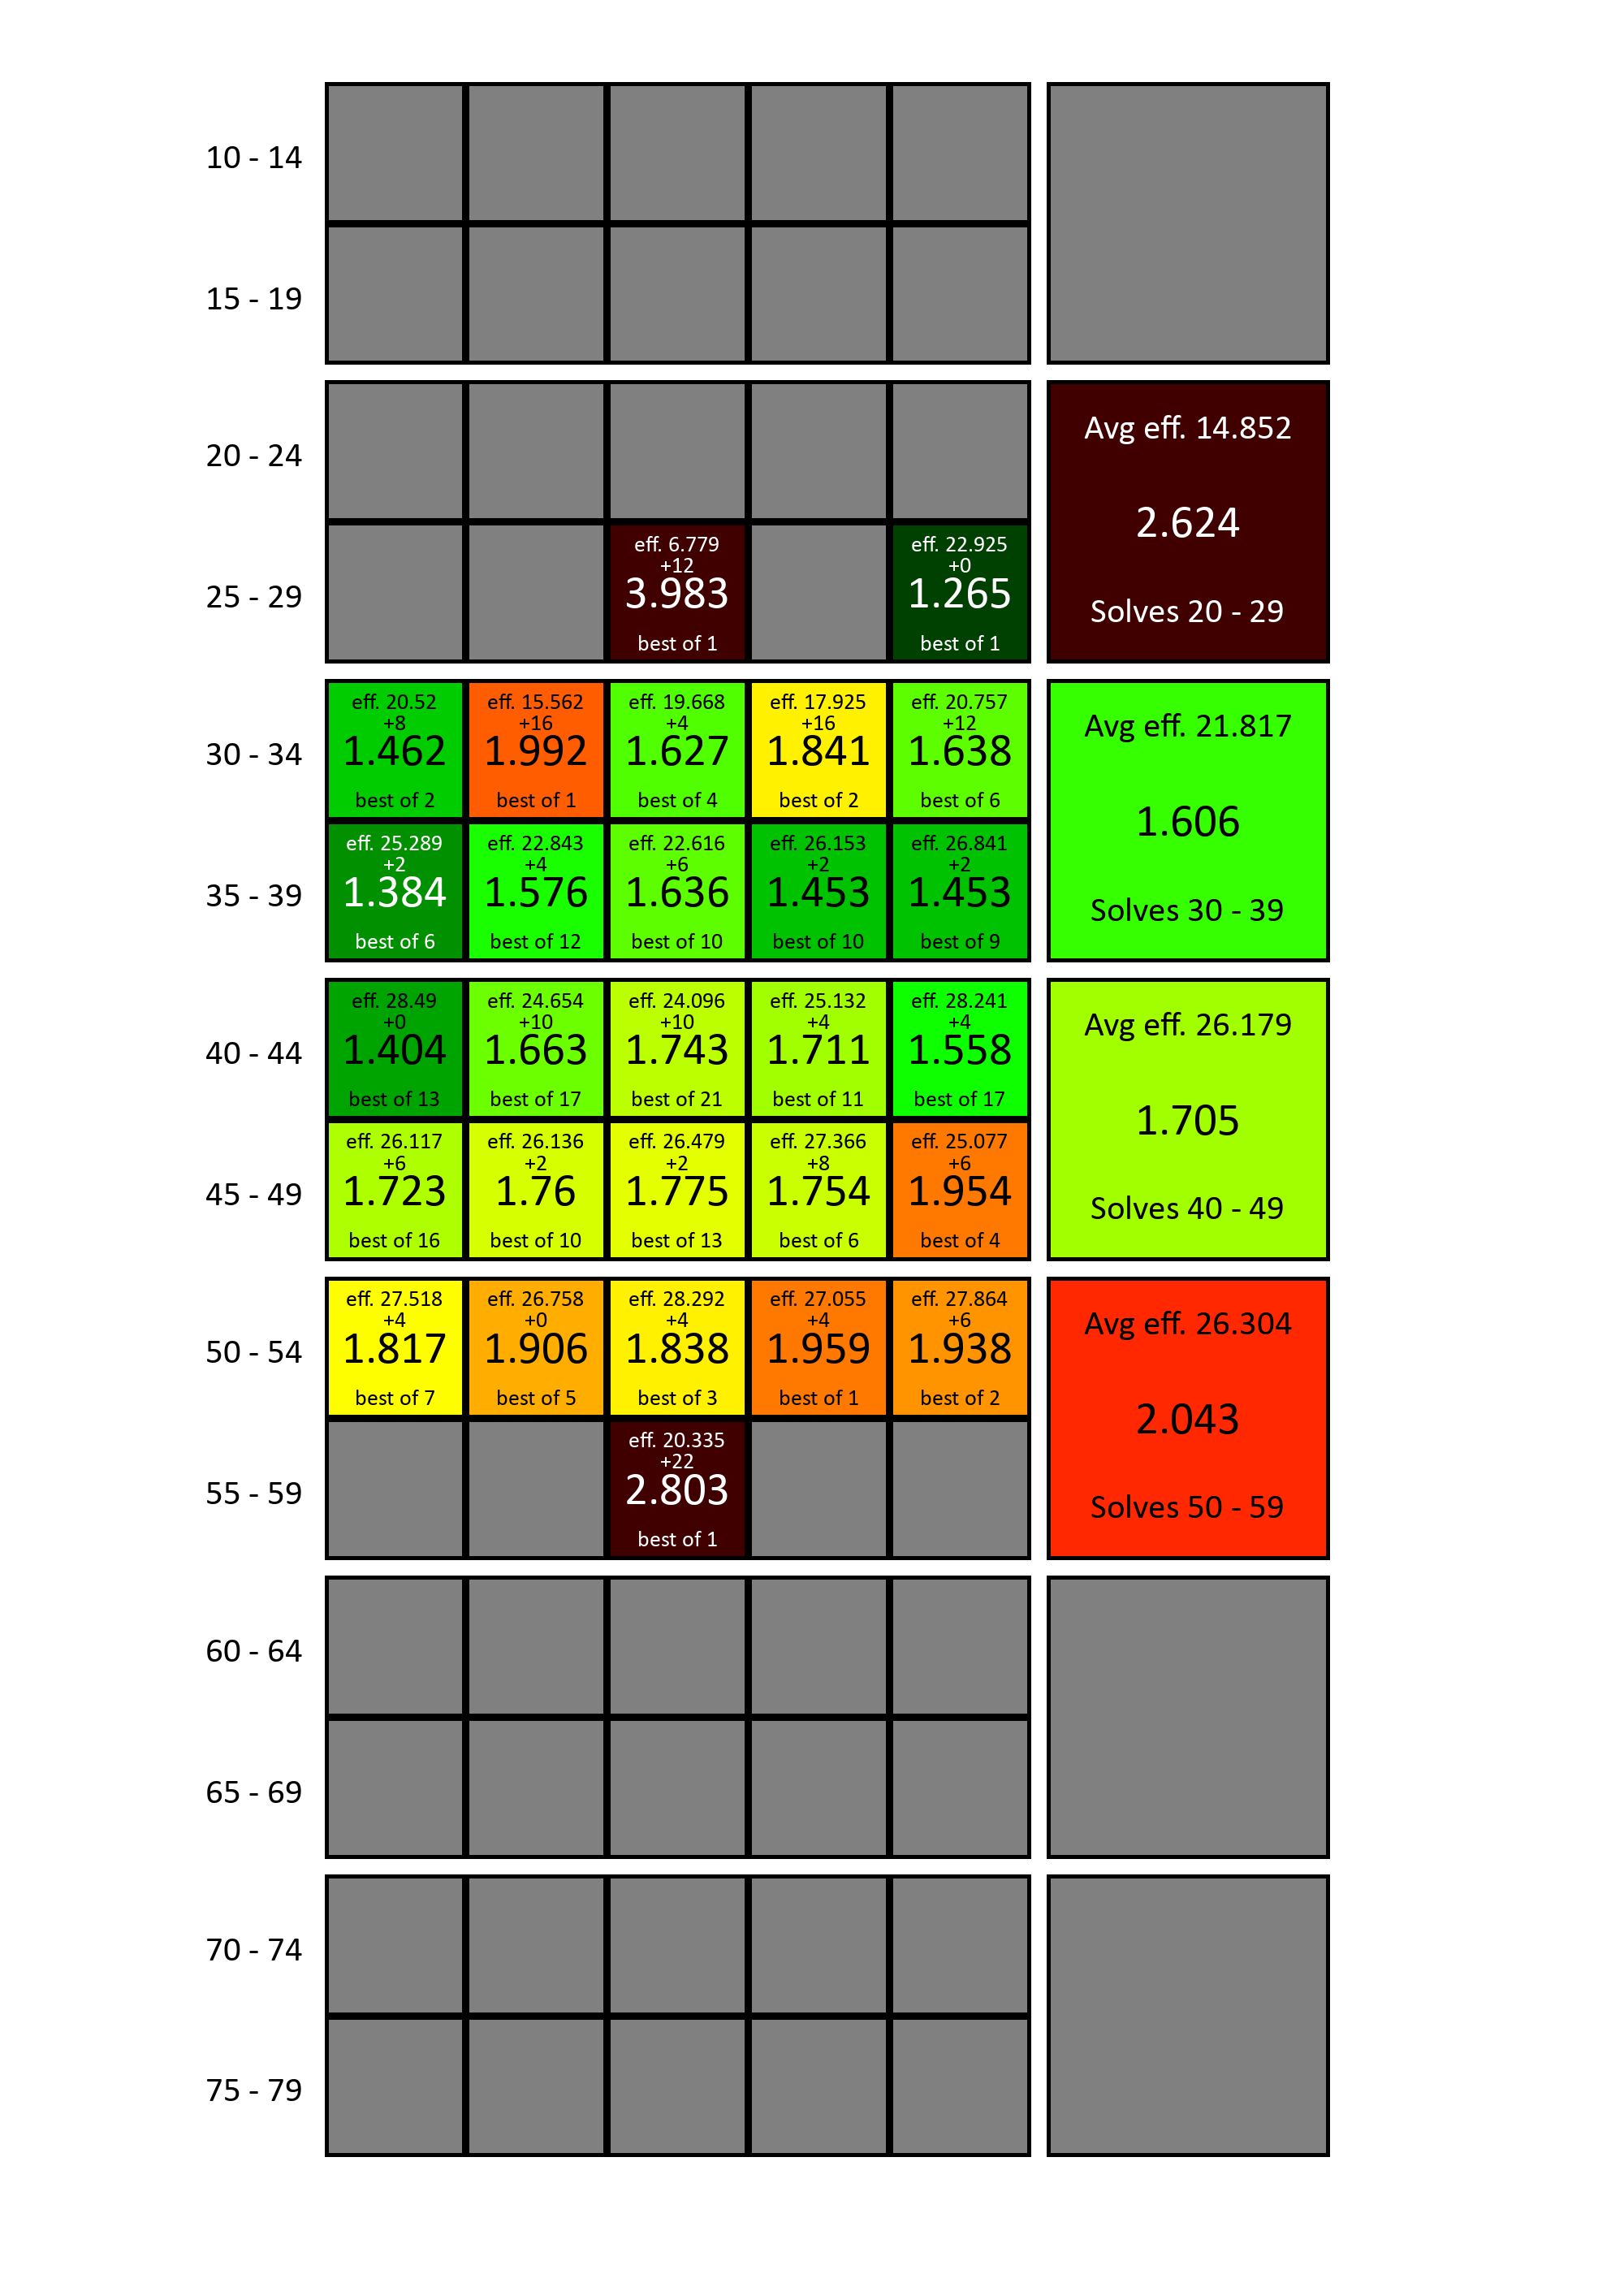 10 - 14
15 - 19
20 - 24
25 - 29
eff. 6.779
+12
3.983
best of 1
eff. 22.925
+0
1.265
best of 1
Avg eff. 14.852
2.624
Solves 20 - 29
30 - 34
eff. 20.52
+8
1.462
best of 2
eff. 15.562
+16
1.992
best of 1
eff. 19.668
+4
1.627
best of 4
eff. 17.925
+16
1.841
best of 2
eff. 20.757
+12
1.638
best of 6
35 - 39
eff. 25.289
+2
1.384
best of 6
eff. 22.843
+4
1.576
best of 12
eff. 22.616
+6
1.636
best of 10
eff. 26.153
+2
1.453
best of 10
eff. 26.841
+2
1.453
best of 9
Avg eff. 21.817
1.606
Solves 30 - 39
40 - 44
eff. 28.49
+0
1.404
best of 13
eff. 24.654
+10
1.663
best of 17
eff. 24.096
+10
1.743
best of 21
eff. 25.132
+4
1.711
best of 11
eff. 28.241
+4
1.558
best of 17
45 - 49
eff. 26.117
+6
1.723
best of 16
eff. 26.136
+2
1.76
best of 10
eff. 26.479
+2
1.775
best of 13
eff. 27.366
+8
1.754
best of 6
eff. 25.077
+6
1.954
best of 4
Avg eff. 26.179
1.705
Solves 40 - 49
50 - 54
eff. 27.518
+4
1.817
best of 7
eff. 26.758
+0
1.906
best of 5
eff. 28.292
+4
1.838
best of 3
eff. 27.055
+4
1.959
best of 1
eff. 27.864
+6
1.938
best of 2
55 - 59
eff. 20.335
+22
2.803
best of 1
Avg eff. 26.304
2.043
Solves 50 - 59
60 - 64
65 - 69
70 - 74
75 - 79